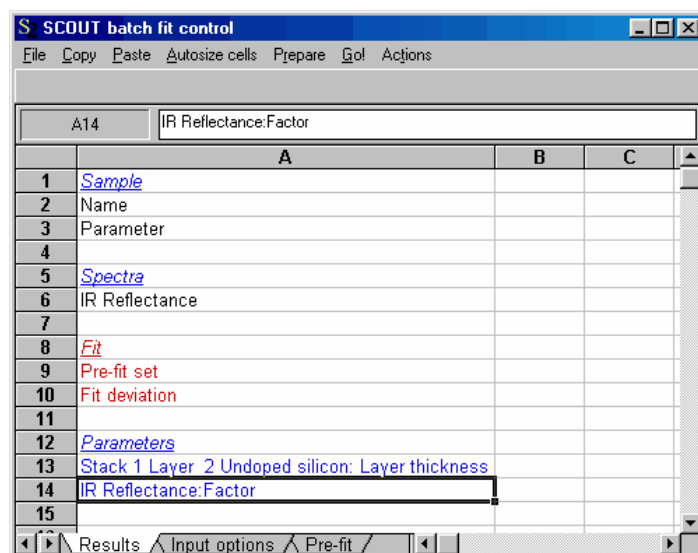 S2 SCOUT batch fit control
File Copy Paste Autosize cells Prepare Go! Actions
A14 IR Reflectance:Factor
A B C
1 Sample
2 Name
3 Parameter
4
5 Spectra
6 IR Reflectance
7
8 Fit
9 Pre-fit set
10 Fit deviation
11
12 Parameters
13 Stack 1 Layer 2 Undoped silicon: Layer thickness
14 IR Reflectance:Factor
15
Results Input options Pre-fit